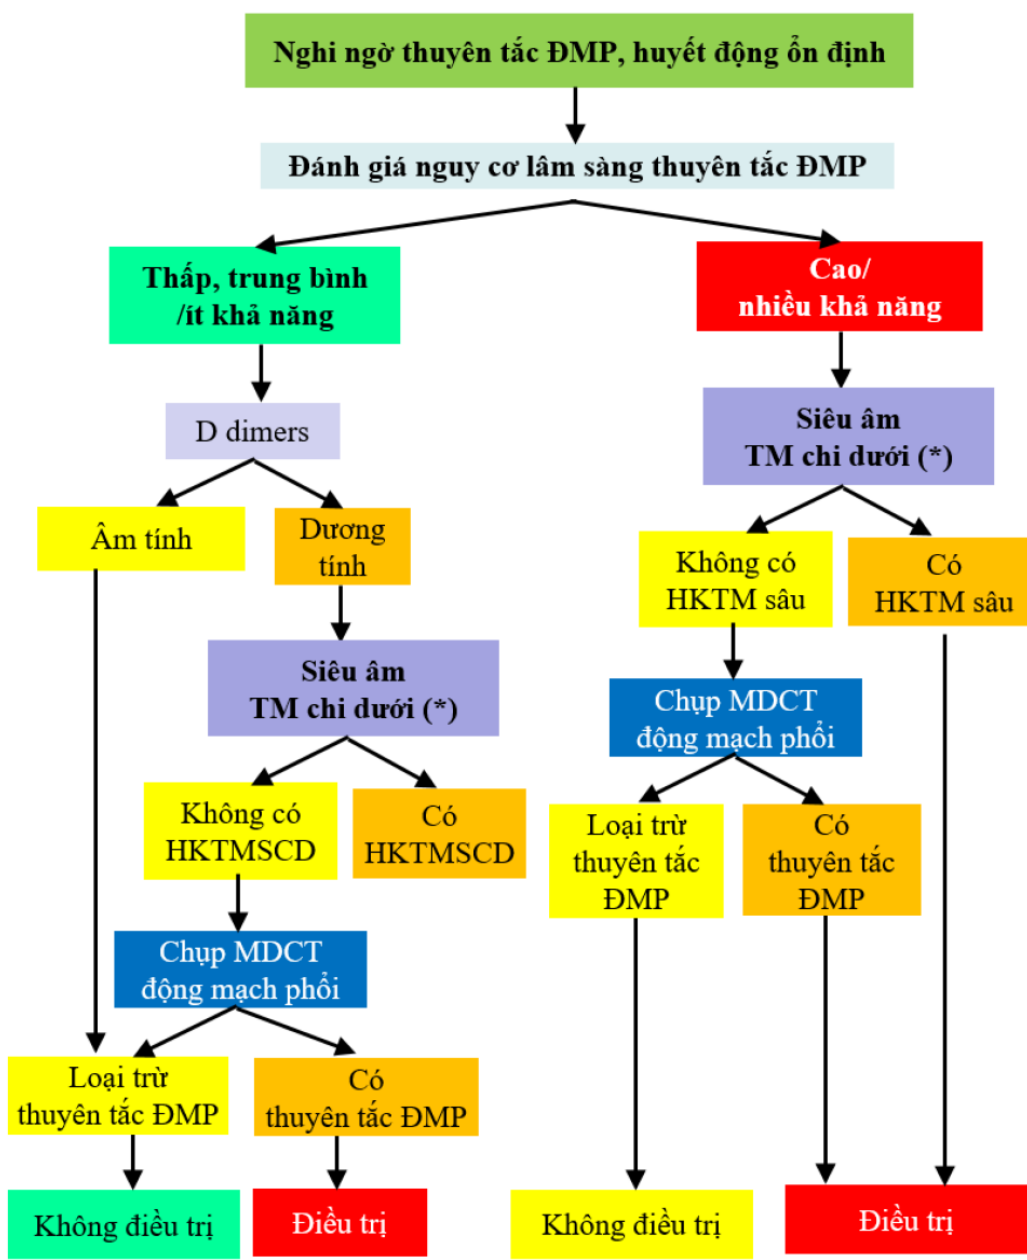 Nghi ngờ thuyên tắc ĐMP, huyết động ổn định
Đánh giá nguy cơ lâm sàng thuyên tắc ĐMP
Thấp, trung bình
/ít khả năng
Cao/
nhiều khả năng
D dimers
Siêu âm
TM chi dưới (*)
Âm tính
Dương
tính
Không có
HKTM sâu
Có
HKTM sâu
Siêu âm
TM chi dưới (*)
Chụp MDCT
động mạch phổi
Không có
HKTMSCD
Có
HKTMSCD
Loại trừ
thuyên tắc
ĐMP
Có
thuyên tắc
ĐMP
Chụp MDCT
động mạch phổi
Loại trừ
thuyên tắc ĐMP
Có
thuyên tắc ĐMP
Không điều trị
Điều trị
Không điều trị
Điều trị